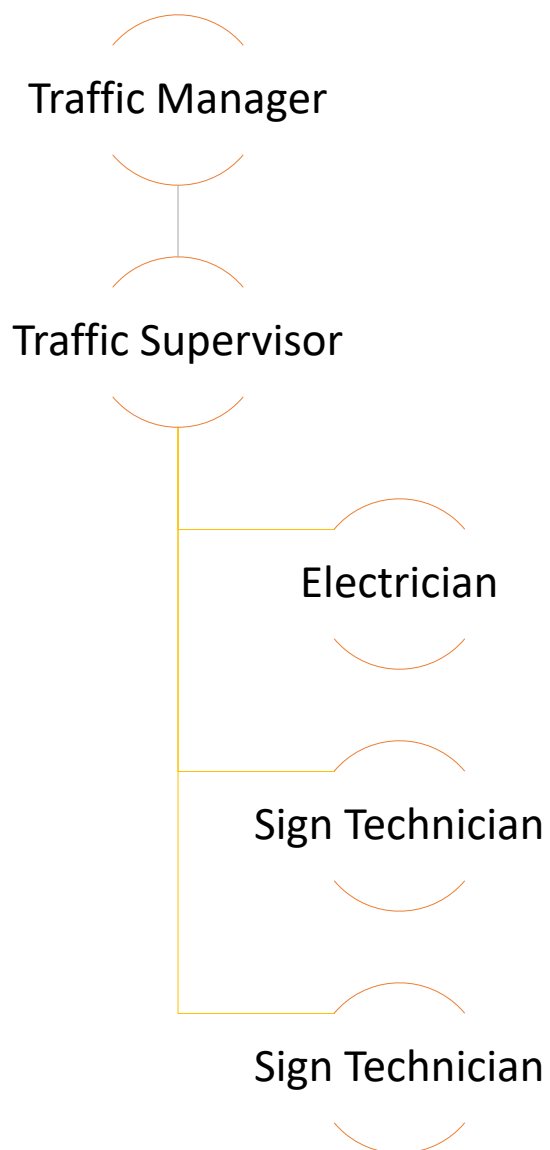 Traffic Manager
Traffic Supervisor
Electrician
Sign Technician
Sign Technician